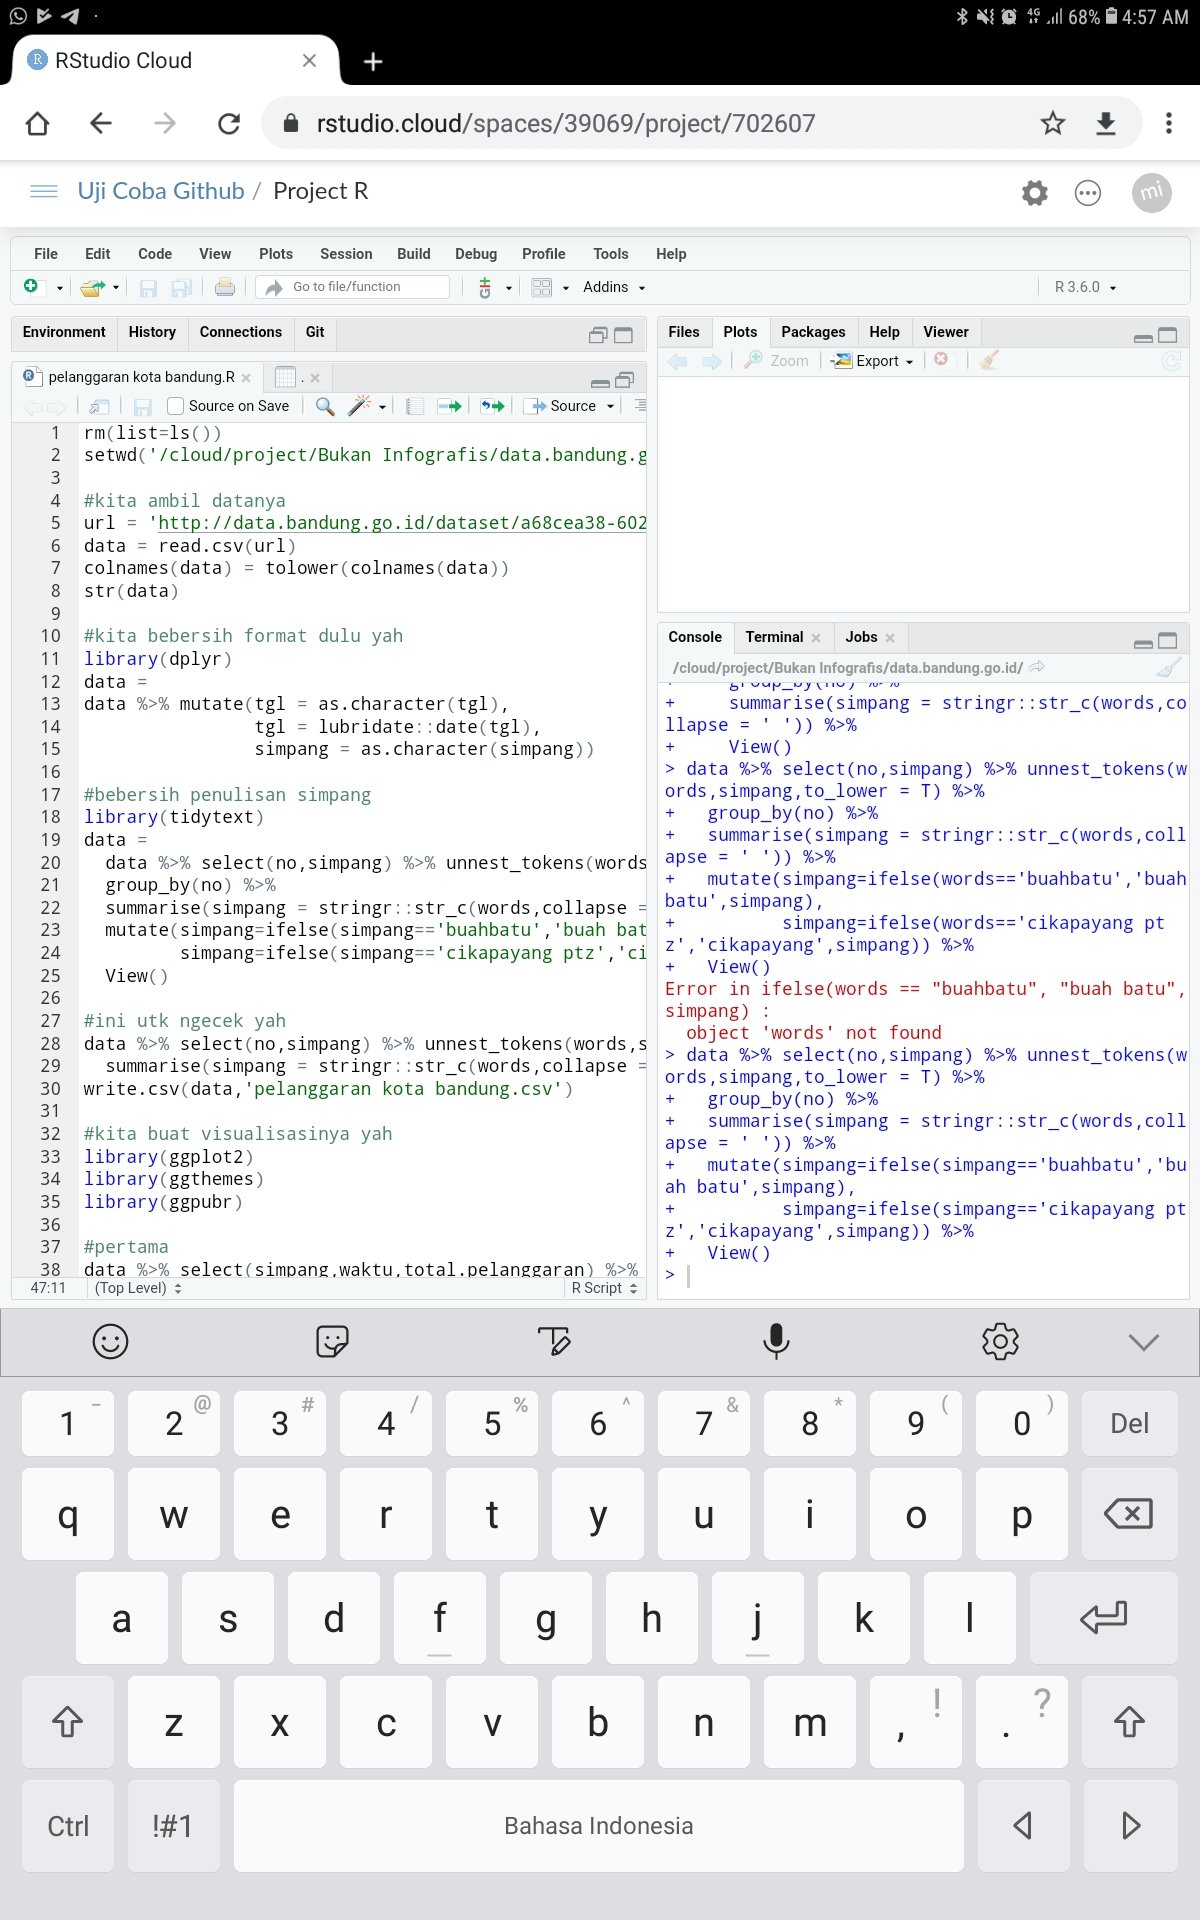 4G 68% 4:57 AM
RStudio Cloud
rstudio.cloud/spaces/39069/project/702607
Uji Coba Github / Project R
mi
File Edit Code View Plots Session Build Debug Profile Tools Help
Go to file/function Addins R 3.6.0
Environment History Connections Git
pelanggaran kota bandung.R .
Source on Save Source
1 rm(list=ls())
2 setwd('/cloud/project/Bukan Infografis/data.bandung.g
3
4 #kita ambil datanya
5 url = 'http://data.bandung.go.id/dataset/a68cea38-602
6 data = read.csv(url)
7 colnames(data) = tolower(colnames(data))
8 str(data)
9
10 #kita bebersih format dulu yah
11 library(dplyr)
12 data =
13 data %>% mutate(tgl = as.character(tgl),
14 tgl = lubridate::date(tgl),
15 simpang = as.character(simpang))
16
17 #bebersih penulisan simpang
18 library(tidytext)
19 data =
20 data %>% select(no,simpang) %>% unnest_tokens(words
21 group_by(no) %>%
22 summarise(simpang = stringr::str_c(words,collapse =
23 mutate(simpang=ifelse(simpang=='buahbatu','buah bat
24 simpang=ifelse(simpang=='cikapayang ptz','ci
25 View()
26
27 #ini utk ngecek yah
28 data %>% select(no,simpang) %>% unnest_tokens(words,s
29 summarise(simpang = stringr::str_c(words,collapse =
30 write.csv(data,'pelanggaran kota bandung.csv')
31
32 #kita buat visualisasinya yah
33 library(ggplot2)
34 library(ggthemes)
35 library(ggpubr)
36
37 #pertama
38 data %>% select(simpang,waktu,total.pelanggaran) %>%
47:11 (Top Level) R Script
Files Plots Packages Help Viewer
Zoom Export
Console Terminal Jobs
/cloud/project/Bukan Infografis/data.bandung.go.id/
+ group_by(no) %>%
+ summarise(simpang = stringr::str_c(words,co
llapse = ' ')) %>%
+ View()
> data %>% select(no,simpang) %>% unnest_tokens(w
ords,simpang,to_lower = T) %>%
+ group_by(no) %>%
+ summarise(simpang = stringr::str_c(words,coll
apse = ' ')) %>%
+ mutate(simpang=ifelse(words=='buahbatu','buah
batu',simpang),
+ simpang=ifelse(words=='cikapayang pt
z','cikapayang',simpang)) %>%
+ View()
Error in ifelse(words == "buahbatu", "buah batu",
simpang) :
object 'words' not found
> data %>% select(no,simpang) %>% unnest_tokens(w
ords,simpang,to_lower = T) %>%
+ group_by(no) %>%
+ summarise(simpang = stringr::str_c(words,coll
apse = ' ')) %>%
+ mutate(simpang=ifelse(simpang=='buahbatu','bu
ah batu',simpang),
+ simpang=ifelse(simpang=='cikapayang pt
z','cikapayang',simpang)) %>%
+ View()
>
1 - 2 @ 3 # 4 / 5 % 6 ^ 7 & 8 * 9 ( 0 ) Del
q w e r t y u i o p
a s d f g h j k l
z x c v b n m , ! . ?
Ctrl !#1 Bahasa Indonesia